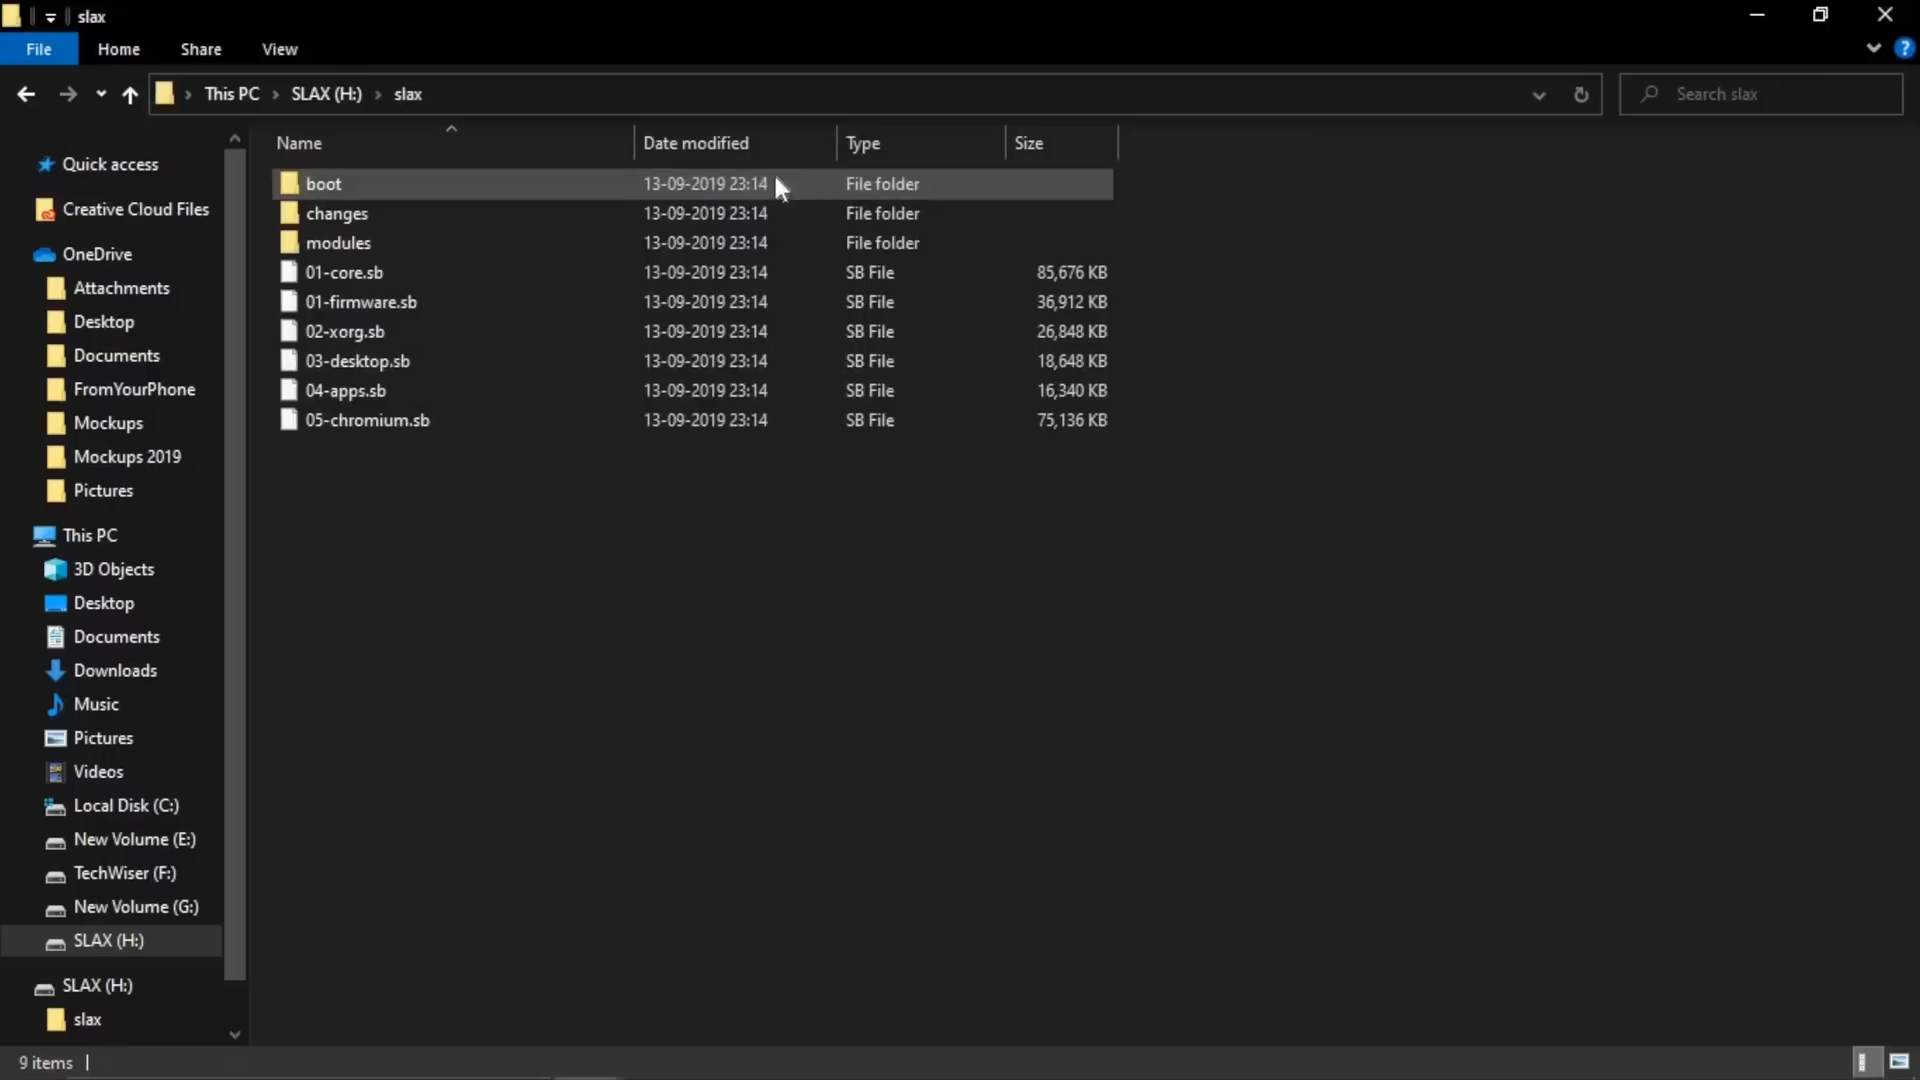 slax
File Home Share View
This PC SLAX (H:) slax
Search slax
Name Date modified Type Size
boot 13-09-2019 23:14 File folder
changes 13-09-2019 23:14 File folder
modules 13-09-2019 23:14 File folder
01-core.sb 13-09-2019 23:14 SB File 85,676 KB
01-firmware.sb 13-09-2019 23:14 SB File 36,912 KB
02-xorg.sb 13-09-2019 23:14 SB File 26,848 KB
03-desktop.sb 13-09-2019 23:14 SB File 18,648 KB
04-apps.sb 13-09-2019 23:14 SB File 16,340 KB
05-chromium.sb 13-09-2019 23:14 SB File 75,136 KB
Quick access
Creative Cloud Files
OneDrive
Attachments
Desktop
Documents
FromYourPhone
Mockups
Mockups 2019
Pictures
This PC
3D Objects
Desktop
Documents
Downloads
Music
Pictures
Videos
Local Disk (C:)
New Volume (E:)
TechWiser (F:)
New Volume (G:)
SLAX (H:)
SLAX (H:)
slax
9 items